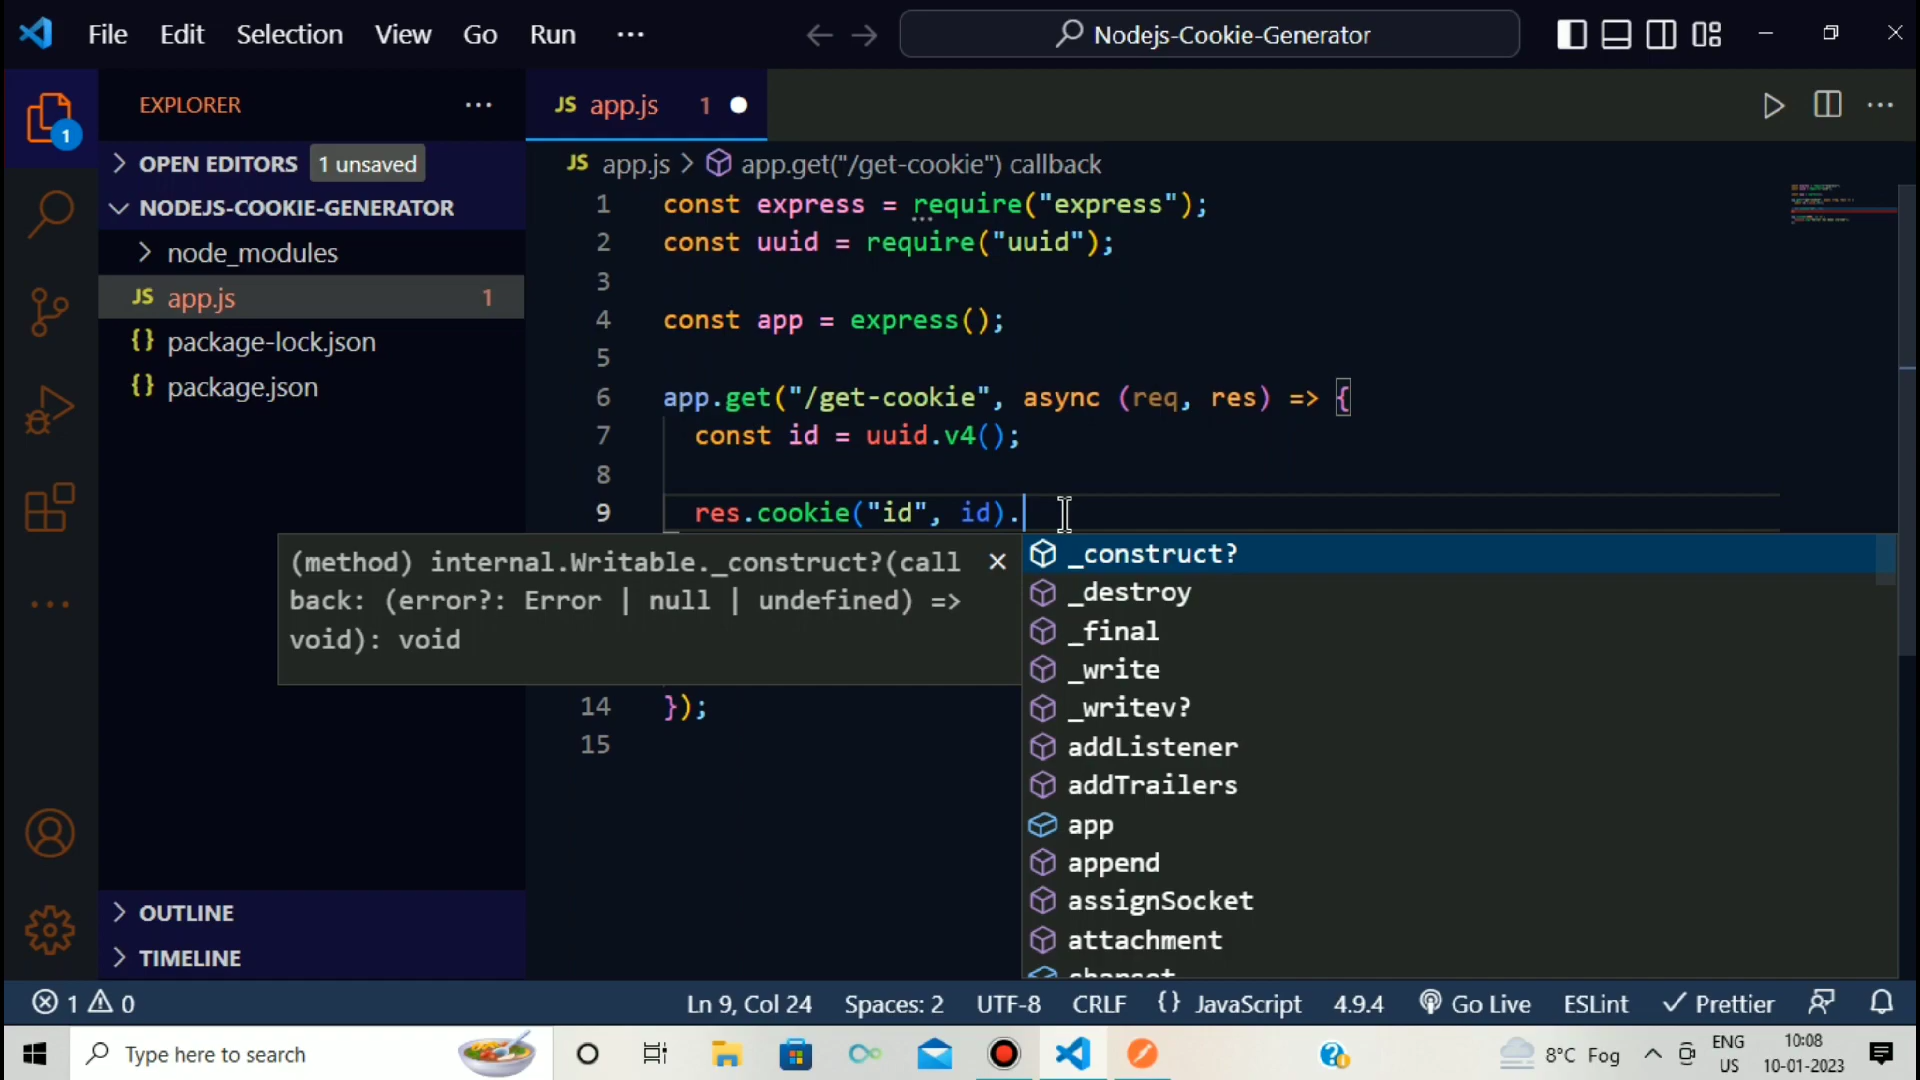 File Edit Selection View Go Run ...
Nodejs-Cookie-Generator
EXPLORER
JS app.js 1
OPEN EDITORS 1 unsaved
NODEJS-COOKIE-GENERATOR
node_modules
JS app.js 1
{} package-lock.json
{} package.json
OUTLINE
TIMELINE
1
JS app.js > app.get("/get-cookie") callback
1 const express = require("express");
2 const uuid = require("uuid");
3
4 const app = express();
5
6 app.get("/get-cookie", async (req, res) => {
7 const id = uuid.v4();
8
9 res.cookie("id", id).
(method) internal.Writable._construct?(call
back: (error?: Error | null | undefined) =>
void): void
_construct?
_destroy
_final
_write
_writev?
addListener
addTrailers
app
append
assignSocket
attachment
14 });
15
1 0 Ln 9, Col 24 Spaces: 2 UTF-8 CRLF {} JavaScript 4.9.4 Go Live ESLint Prettier
Type here to search
8°C Fog
ENG
US
10:08
10-01-2023